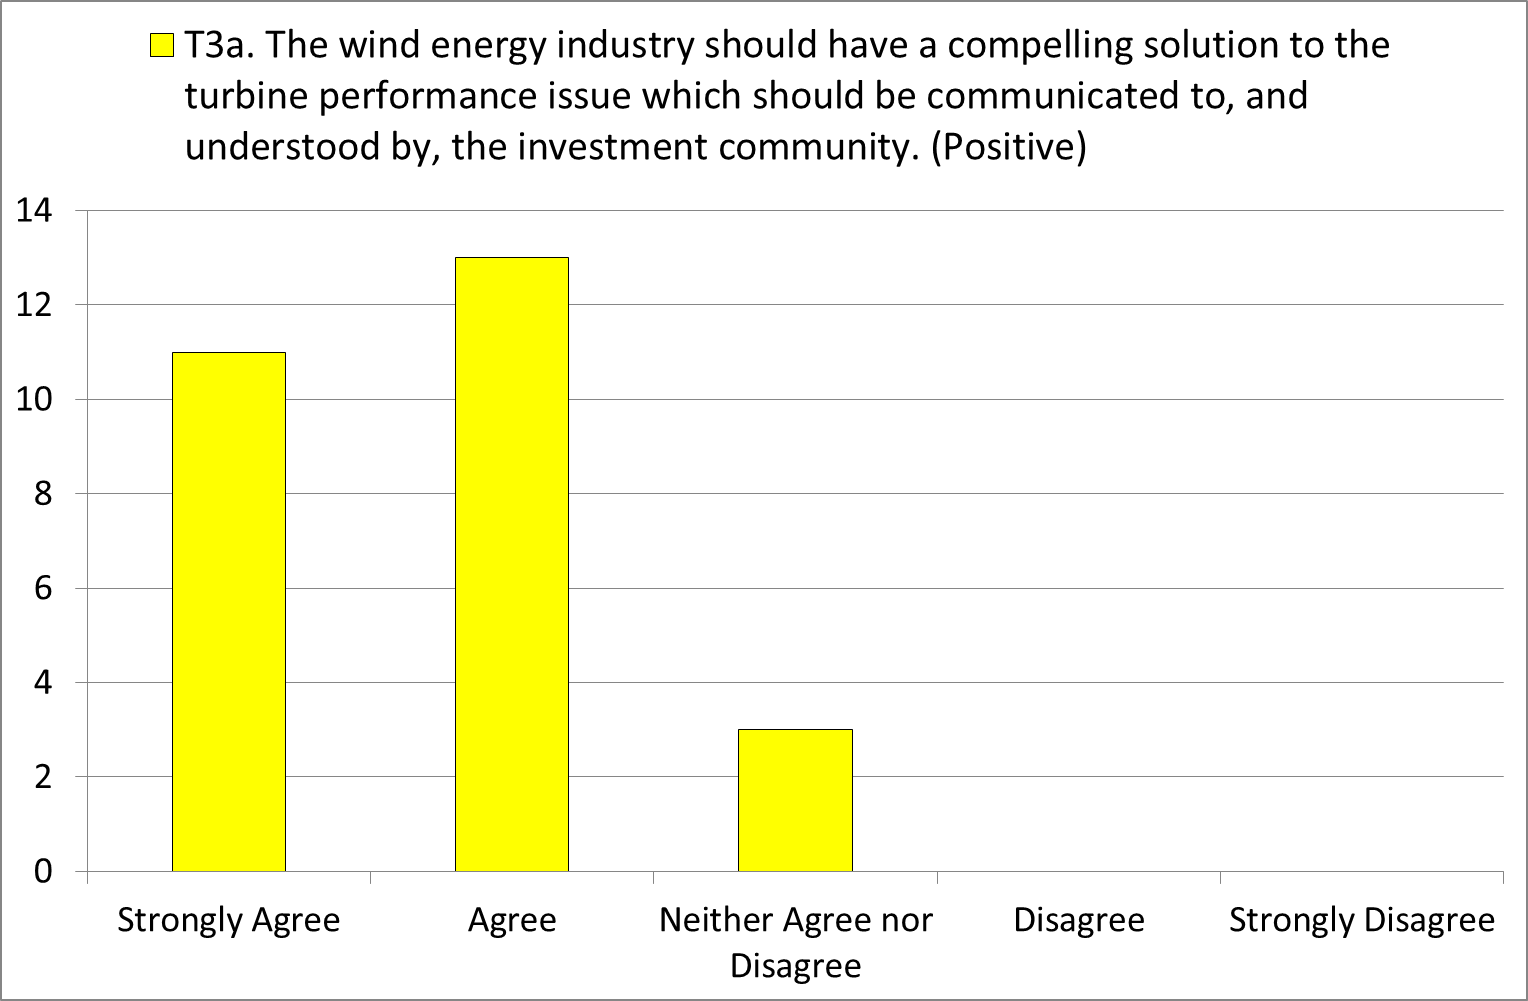 T3a. The wind energy industry should have a compelling solution to the
turbine performance issue which should be communicated to, and
understood by, the investment community. (Positive)
14
12
10
8
6
4
2
0
Strongly Agree
Agree
Neither Agree nor
Disagree
Disagree
Strongly Disagree